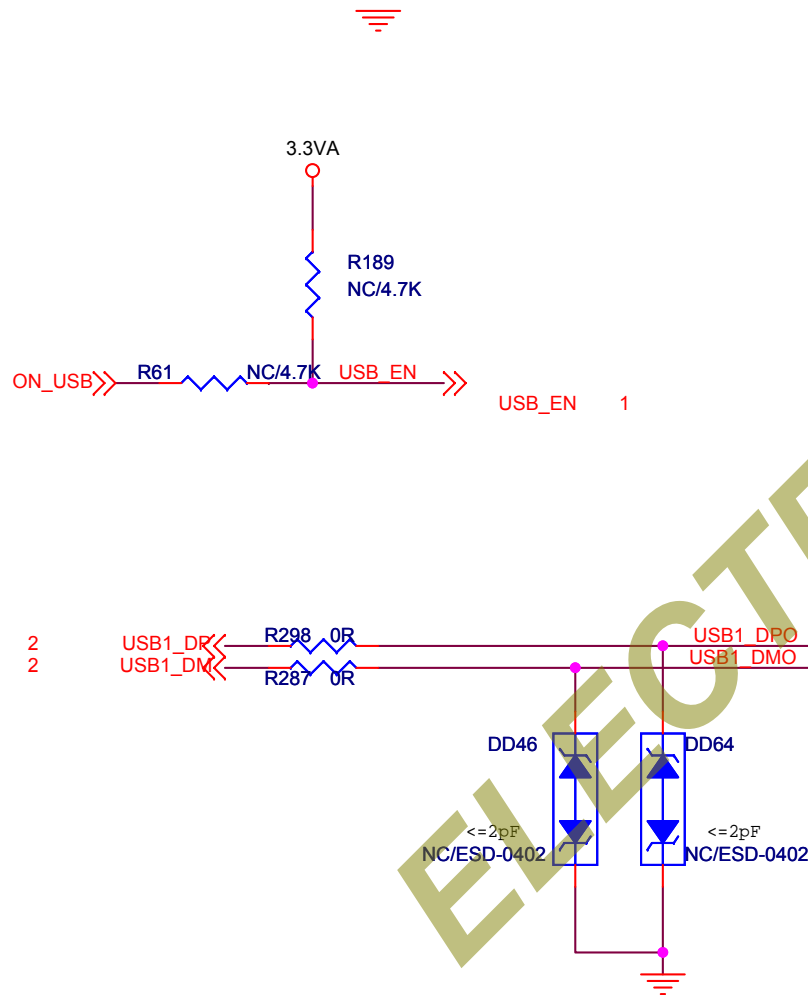 3.3VA
R189
NC/4.7K
ON_USB R61 NC/4.7K USB_EN
USB_EN 1
2 USB1_DP R298 0R USB1_DPO
2 USB1_DM R287 0R USB1_DMO
DD46 DD64
<=2pF <=2pF
NC/ESD-0402 NC/ESD-0402